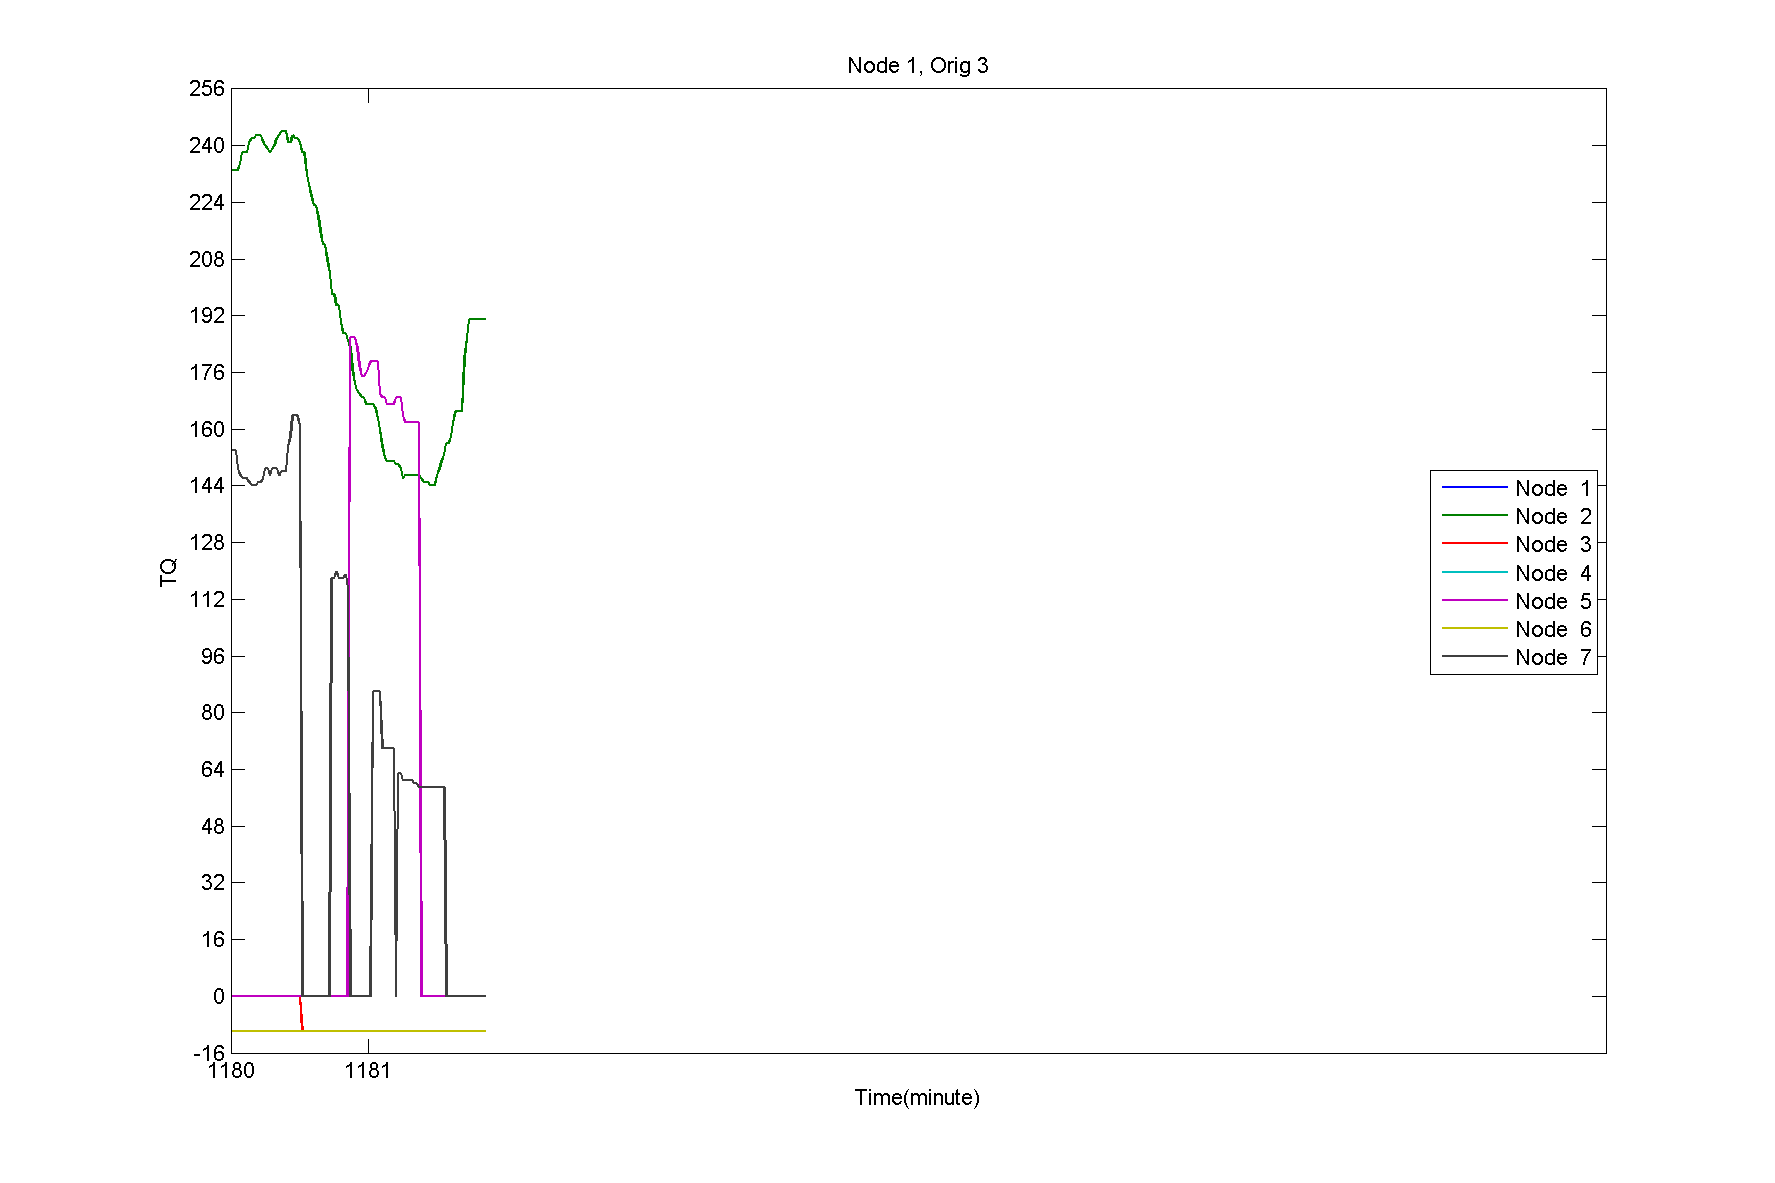 Node 1, Orig 3
256
240
224
208
192
176
160
144
128
112
96
80
64
48
32
16
0
-16
TQ
1180 1181
Time(minute)
Node 1
Node 2
Node 3
Node 4
Node 5
Node 6
Node 7